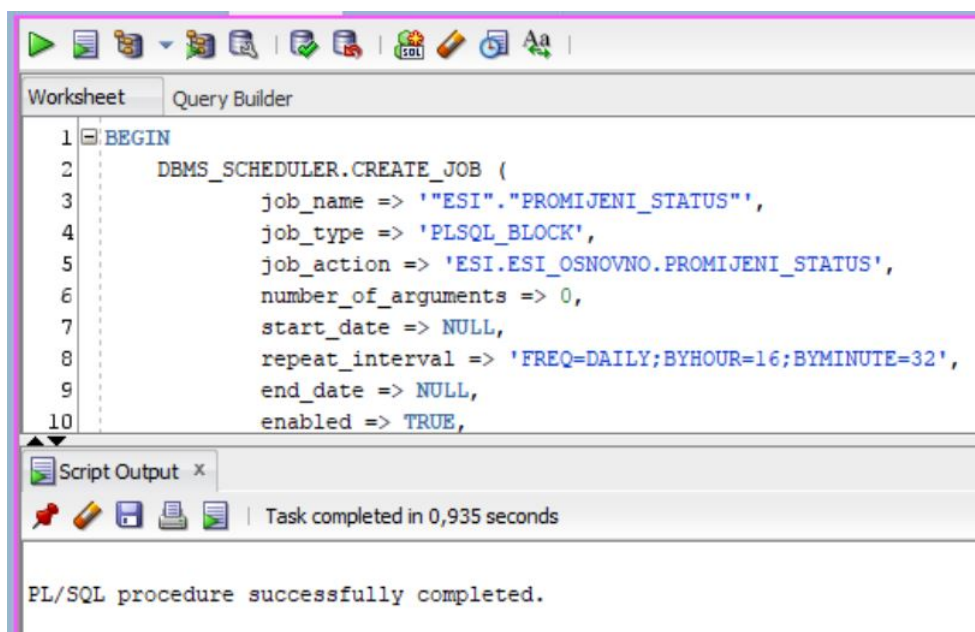 SQL
Aa
Worksheet Query Builder
1 BEGIN
2 DBMS_SCHEDULER.CREATE_JOB (
3 job_name => '"ESI"."PROMIJENI_STATUS"',
4 job_type => 'PLSQL_BLOCK',
5 job_action => 'ESI.ESI_OSNOVNO.PROMIJENI_STATUS',
6 number_of_arguments => 0,
7 start_date => NULL,
8 repeat_interval => 'FREQ=DAILY;BYHOUR=16;BYMINUTE=32',
9 end_date => NULL,
10 enabled => TRUE,
Script Output x
Task completed in 0,935 seconds
PL/SQL procedure successfully completed.